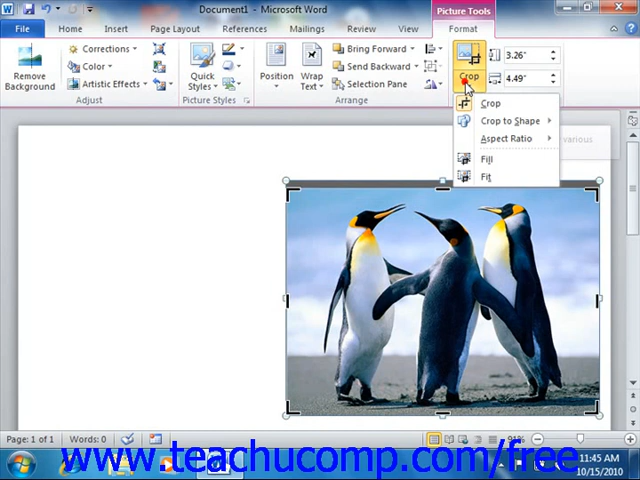 Document1 - Microsoft Word
Picture Tools
File Home Insert Page Layout References Mailings Review View Format
Remove Background
Corrections
Color
Artistic Effects
Adjust
Quick Styles
Picture Styles
Position
Wrap Text
Bring Forward
Send Backward
Selection Pane
Arrange
Crop
3.26"
4.49"
Crop
Crop to Shape
Aspect Ratio
Fill
Fit
various
Page: 1 of 1 Words: 0 91%
www.teachucomp.com/free
11:45 AM
10/15/2010